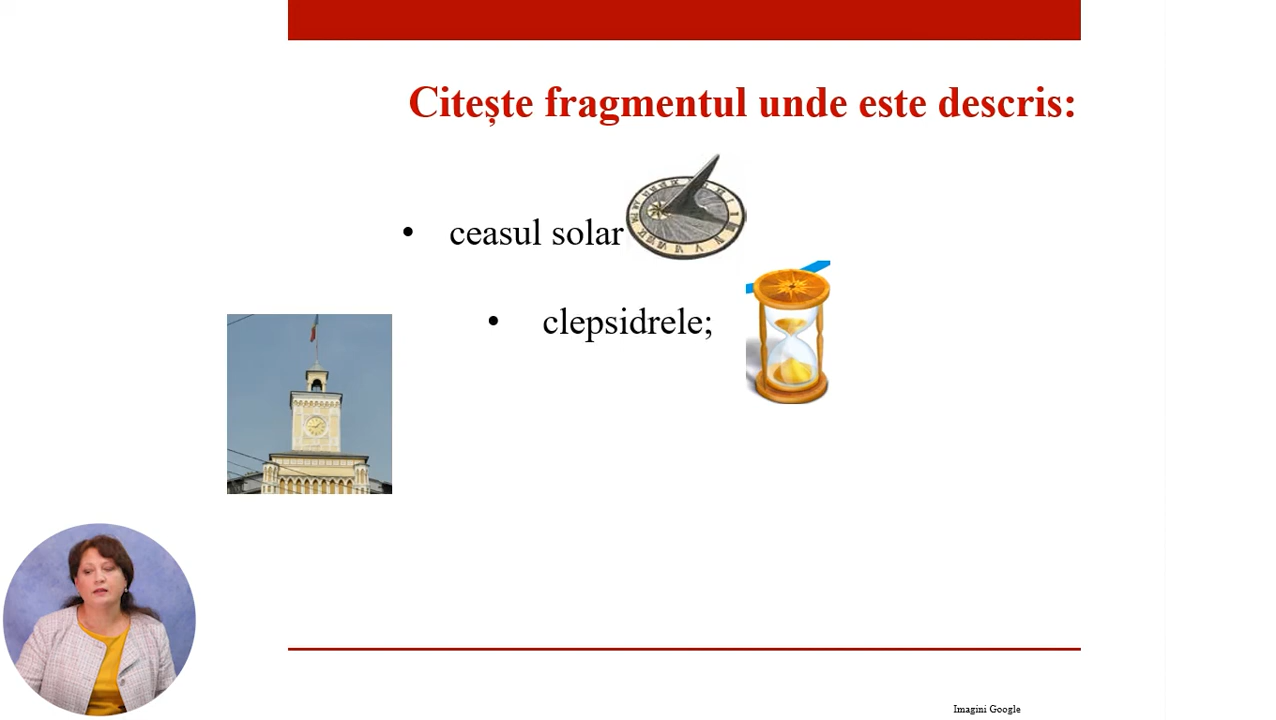 Citește fragmentul unde este descris:
• ceasul solar
• clepsidrele;
Imagini Google